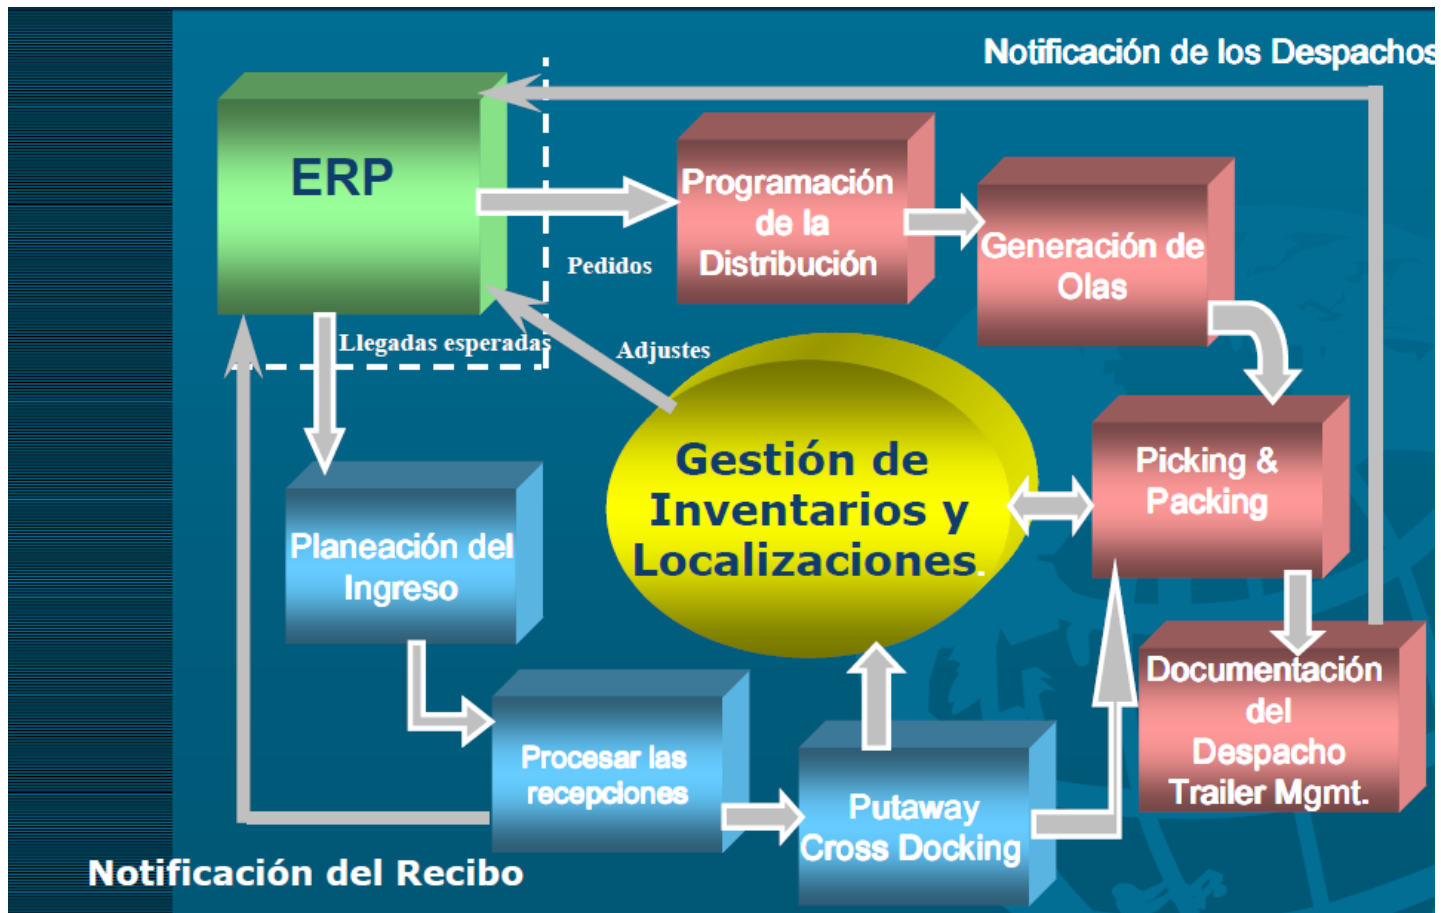 Notificación de los Despachos
ERP
Programación
de la
Distribución
Generación de
Olas
Pedidos
Llegadas esperadas
Adjustes
Gestión de
Inventarios y
Localizaciones.
Picking &
Packing
Planeación del
Ingreso
Documentación
del
Despacho
Trailer Mgmt.
Procesar las
recepciones
Putaway
Cross Docking
Notificación del Recibo